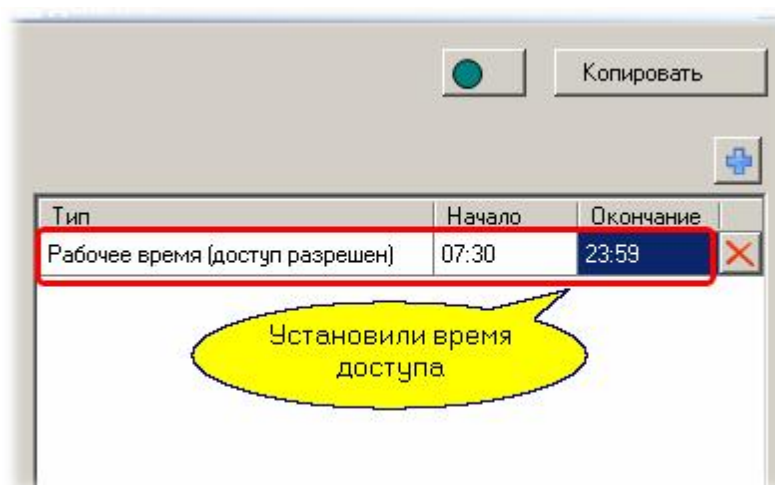 Копировать
Тип Начало Окончание
Рабочее время (доступ разрешен) 07:30 23:59
Установили время
доступа